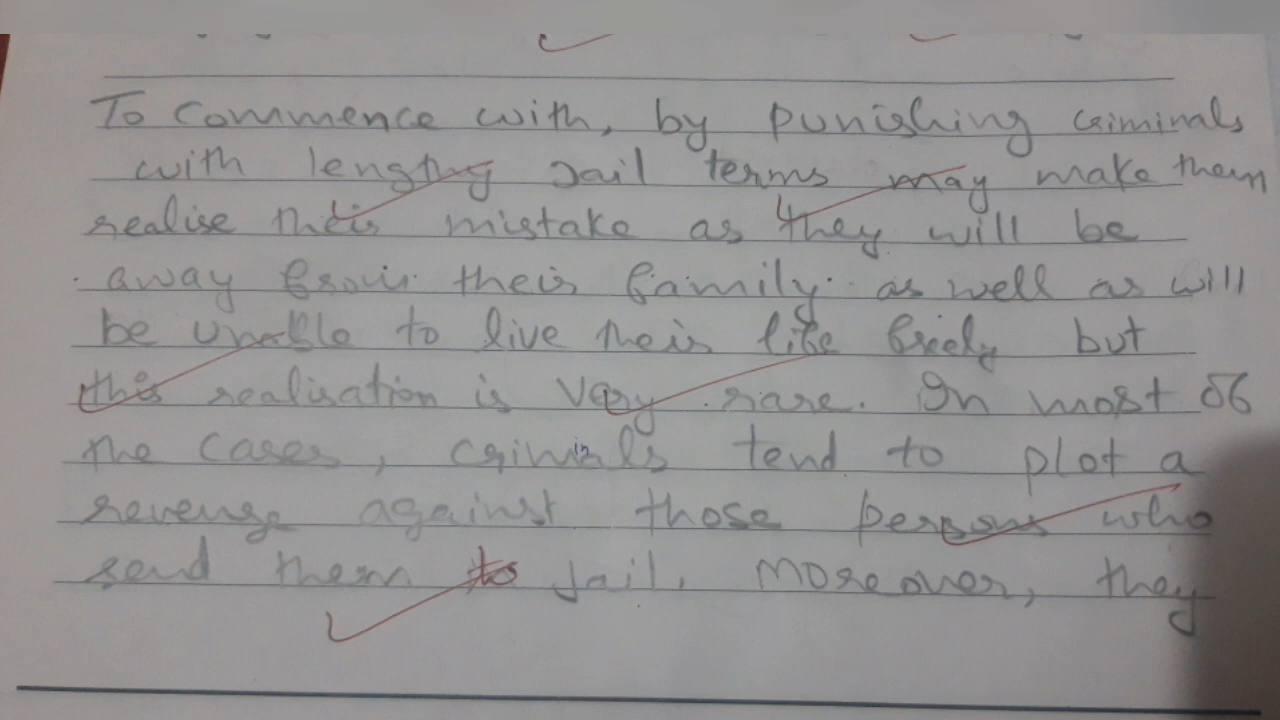 To commence with, by punishing criminals
with lengthy Jail terms may make them
realise their mistake as they will be
away from their family as well as will
be unable to live their life freely but
this realisation is very rare. In most of
the cases, criminals tend to plot a
revenge against those persons who
send them to Jail. Moreover, they